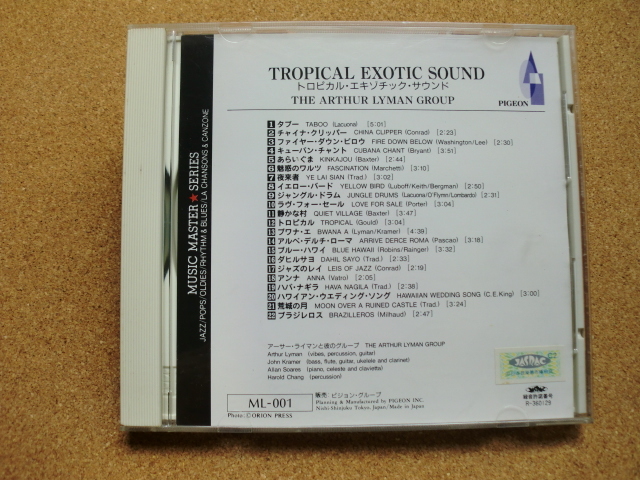 TROPICAL EXOTIC SOUND
トロピカル・エキゾチック・サウンド
THE ARTHUR LYMAN GROUP
PIGEON
MUSIC MASTER★SERIES
JAZZ/POPS/OLDIES/RHYTHM & BLUES/LA CHANSONS & CANZONE
1 タブー TABOO (Lacuona) [5:01]
2 チャイナ・クリッパー CHINA CLIPPER (Conrad) [2:23]
3 ファイヤー・ダウン・ビロウ FIRE DOWN BELOW (Washington/Lee) [2:30]
4 キューバン・チャント CUBANA CHANT (Bryant) [3:51]
5 あらいぐま KINKAJOU (Baxter) [2:44]
6 魅惑のワルツ FASCINATION (Marchetti) [3:10]
7 夜来香 YE LAI SIAN (Trad.) [3:02]
8 イエロー・バード YELLOW BIRD (Luboff/Keith/Bergman) [2:50]
9 ジャングル・ドラム JUNGLE DRUMS (Lacuona/O'Flynn/Lombardo) [2:31]
10 ラヴ・フォー・セール LOVE FOR SALE (Porter) [3:04]
11 静かな村 QUIET VILLAGE (Baxter) [3:47]
12 トロピカル TROPICAL (Gould) [3:04]
13 ブワナ・エ BWANA A (Lyman/Kramer) [4:39]
14 アルベ・デルチ・ローマ ARRIVE DERCE ROMA (Pascao) [3:18]
15 ブルー・ハワイ BLUE HAWAII (Robins/Rainger) [3:32]
16 ダヒルサヨ DAHIL SAYO (Trad.) [2:33]
17 ジャズのレイ LEIS OF JAZZ (Conrad) [2:19]
18 アンナ ANNA (Vatro) [2:05]
19 ハバ・ナギラ HAVA NAGILA (Trad.) [2:38]
20 ハワイアン・ウエディング・ソング HAWAIIAN WEDDING SONG (C.E.King) [3:00]
21 荒城の月 MOON OVER A RUINED CASTLE (Trad.) [3:24]
22 ブラジレロス BRAZILLEROS (Milhaud) [2:47]
アーサー・ライマンと彼のグループ THE ARTHUR LYMAN GROUP
Arthur Lyman (vibes, percussion, guitar)
John Kramer (bass, flute, guitar, ukulele and clarinet)
Allan Soares (piano, celeste and claviette)
Harold Chang (percussion)
JASRAC
R-360129
ML-001
Photo: ©ORION PRESS
販売：ピジョン・グループ
Planning & Manufactured by PIGEON INC.
Nishi-Shinjuku Tokyo, Japan/Made in Japan